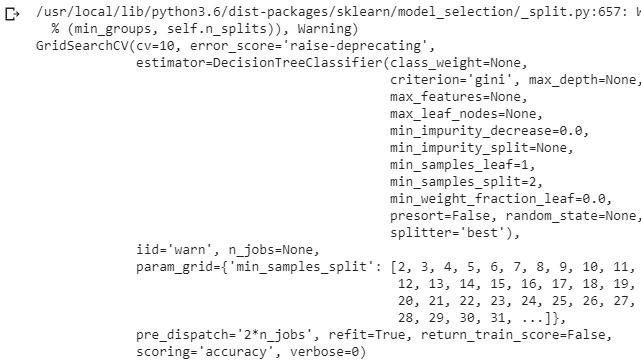 /usr/local/lib/python3.6/dist-packages/sklearn/model_selection/_split.py:657:
% (min_groups, self.n_splits)), Warning)
GridSearchCV(cv=10, error_score='raise-deprecating',
estimator=DecisionTreeClassifier(class_weight=None,
criterion='gini', max_depth=None,
max_features=None,
max_leaf_nodes=None,
min_impurity_decrease=0.0,
min_impurity_split=None,
min_samples_leaf=1,
min_samples_split=2,
min_weight_fraction_leaf=0.0,
presort=False, random_state=None,
splitter='best'),
iid='warn', n_jobs=None,
param_grid={'min_samples_split': [2, 3, 4, 5, 6, 7, 8, 9, 10, 11,
12, 13, 14, 15, 16, 17, 18, 19,
20, 21, 22, 23, 24, 25, 26, 27,
28, 29, 30, 31, ...]},
pre_dispatch='2*n_jobs', refit=True, return_train_score=False,
scoring='accuracy', verbose=0)